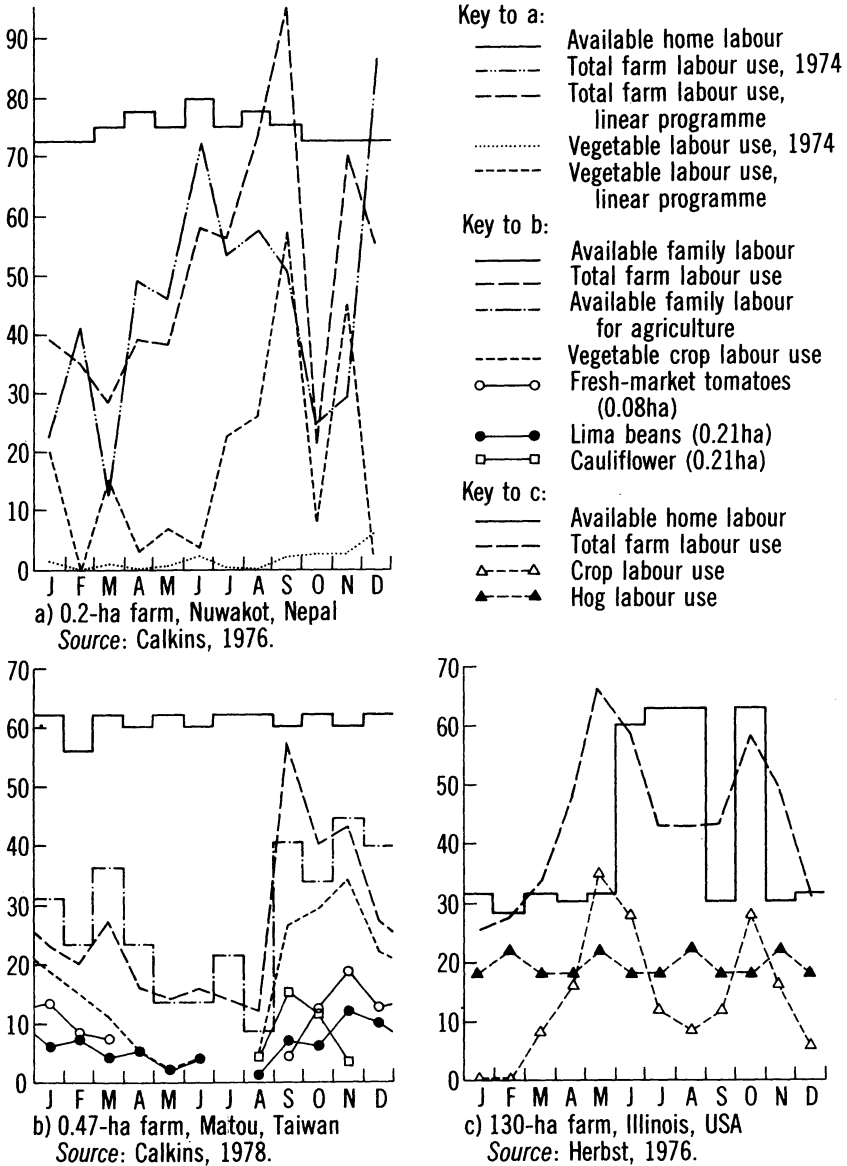 90
80
70
60
50
40
30
20
10
0
J F M A M J J A S O N D
a) 0.2-ha farm, Nuwakot, Nepal
Source: Calkins, 1976.
Key to a:
Available home labour
Total farm labour use, 1974
Total farm labour use,
linear programme
Vegetable labour use, 1974
Vegetable labour use,
linear programme
Key to b:
Available family labour
Total farm labour use
Available family labour
for agriculture
Vegetable crop labour use
Fresh-market tomatoes
(0.08ha)
Lima beans (0.21ha)
Cauliflower (0.21ha)
Key to c:
Available home labour
Total farm labour use
Crop labour use
Hog labour use
70
60
50
40
30
20
10
0
J F M A M J J A S O N D
b) 0.47-ha farm, Matou, Taiwan
Source: Calkins, 1978.
70
60
50
40
30
20
10
0
J F M A M J J A S O N D
c) 130-ha farm, Illinois, USA
Source: Herbst, 1976.